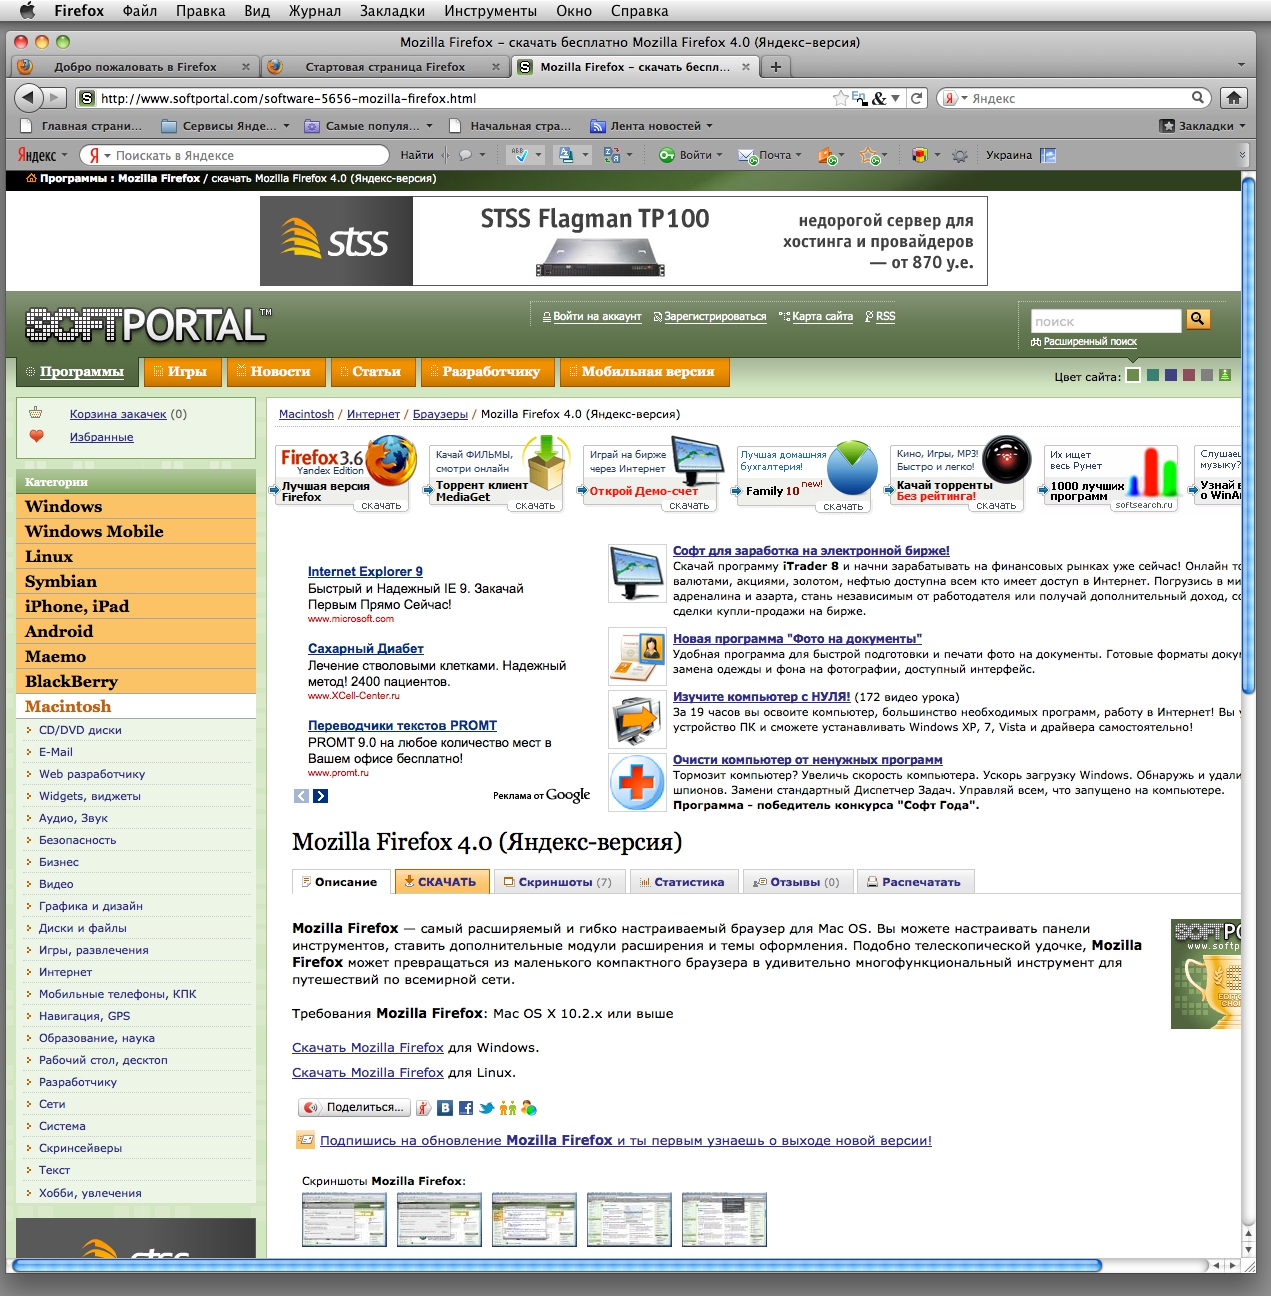 Firefox Файл Правка Вид Журнал Закладки Инструменты Окно Справка
Mozilla Firefox – скачать бесплатно Mozilla Firefox 4.0 (Яндекс-версия)
Добро пожаловать в Firefox
Стартовая страница Firefox
Mozilla Firefox – скачать беспл...
http://www.softportal.com/software-5656-mozilla-firefox.html
Яндекс
Главная страни... Сервисы Янде... Самые популя... Начальная стра... Лента новостей Закладки
Яндекс Поискать в Яндексе Найти Войти Почта Украина
Программы : Mozilla Firefox / скачать Mozilla Firefox 4.0 (Яндекс-версия)
stss
STSS Flagman TP100
недорогой сервер для
хостинга и провайдеров
— от 870 у.е.
SOFTPORTAL™
Войти на аккаунт Зарегистрироваться Карта сайта RSS
поиск
Расширенный поиск
Программы Игры Новости Статьи Разработчику Мобильная версия
Цвет сайта:
Корзина закачек (0)
Избранные
Категории
Windows
Windows Mobile
Linux
Symbian
iPhone, iPad
Android
Maemo
BlackBerry
Macintosh
CD/DVD диски
E-Mail
Web разработчику
Widgets, виджеты
Аудио, Звук
Безопасность
Бизнес
Видео
Графика и дизайн
Диски и файлы
Игры, развлечения
Интернет
Мобильные телефоны, КПК
Навигация, GPS
Образование, наука
Рабочий стол, десктоп
Разработчику
Сети
Система
Скринсейверы
Текст
Хобби, увлечения
stss
Macintosh / Интернет / Браузеры / Mozilla Firefox 4.0 (Яндекс-версия)
Firefox 3.6
Yandex Edition
Лучшая версия
Firefox
скачать
Качай ФИЛЬМЫ,
смотри онлайн
Торрент клиент
MediaGet
скачать
Играй на бирже
через Интернет
Открой Демо-счет
скачать
Лучшая домашняя
бухгалтерия!
Family 10 new!
скачать
Кино, Игры, MP3!
Быстро и легко!
Качай торренты
Без рейтинга!
скачать
Их ищет
весь Рунет
1000 лучших
программ
softsearch.ru
Слушаеш
музыку?
Узнай в
о WinAm
Internet Explorer 9
Быстрый и Надежный IE 9. Закачай
Первым Прямо Сейчас!
www.microsoft.com
Сахарный Диабет
Лечение стволовыми клетками. Надежный
метод! 2400 пациентов.
www.XCell-Center.ru
Переводчики текстов PROMT
PROMT 9.0 на любое количество мест в
Вашем офисе бесплатно!
www.promt.ru
Реклама от Google
Софт для заработка на электронной бирже!
Скачай программу iTrader 8 и начни зарабатывать на финансовых рынках уже сейчас! Онлайн то
валютами, акциями, золотом, нефтью доступна всем кто имеет доступ в Интернет. Погрузись в ми
адреналина и азарта, стань независимым от работодателя или получай дополнительный доход, со
сделки купли-продажи на бирже.
Новая программа "Фото на документы"
Удобная программа для быстрой подготовки и печати фото на документы. Готовые форматы доку
замена одежды и фона на фотографии, доступный интерфейс.
Изучите компьютер с НУЛЯ! (172 видео урока)
За 19 часов вы освоите компьютер, большинство необходимых программ, работу в Интернет! Вы у
устройство ПК и сможете устанавливать Windows XP, 7, Vista и драйвера самостоятельно!
Очисти компьютер от ненужных программ
Тормозит компьютер? Увеличь скорость компьютера. Ускорь загрузку Windows. Обнаружь и удали
шпионов. Замени стандартный Диспетчер Задач. Управляй всем, что запущено на компьютере.
Программа - победитель конкурса "Софт Года".
Mozilla Firefox 4.0 (Яндекс-версия)
Описание СКАЧАТЬ Скриншоты (7) Статистика Отзывы (0) Распечатать
Mozilla Firefox — самый расширяемый и гибко настраиваемый браузер для Mac OS. Вы можете настраивать панели
инструментов, ставить дополнительные модули расширения и темы оформления. Подобно телескопической удочке, Mozilla
Firefox может превращаться из маленького компактного браузера в удивительно многофункциональный инструмент для
путешествий по всемирной сети.
Требования Mozilla Firefox: Mac OS X 10.2.x или выше
Скачать Mozilla Firefox для Windows.
Скачать Mozilla Firefox для Linux.
Поделиться...
Подпишись на обновление Mozilla Firefox и ты первым узнаешь о выходе новой версии!
Скриншоты Mozilla Firefox: